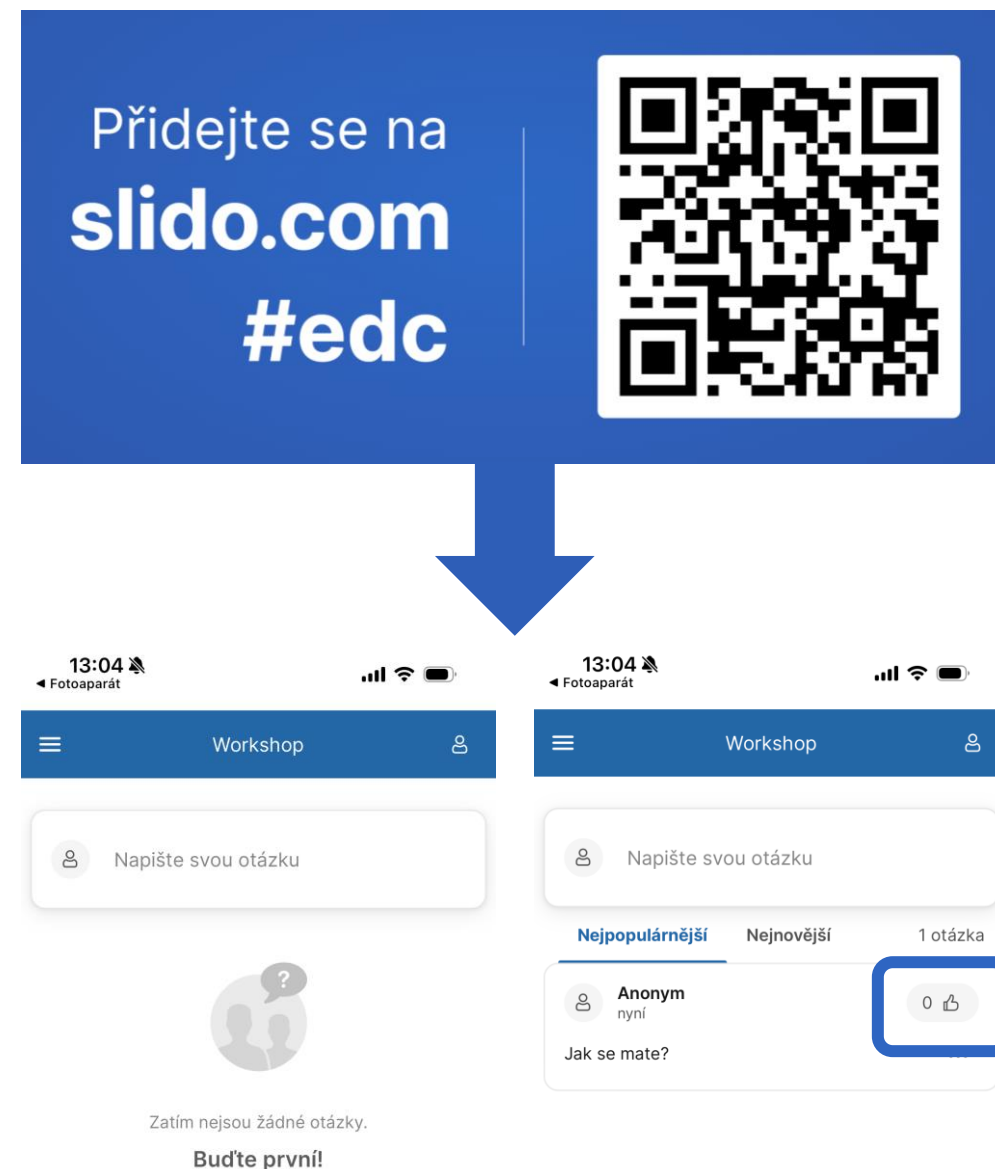 Přidejte se na
slido.com
#edc
13:04
◀ Fotoaparát
Workshop
Napište svou otázku
?
Zatím nejsou žádné otázky.
Buďte první!
13:04
◀ Fotoaparát
Workshop
Napište svou otázku
Nejpopulárnější Nejnovější 1 otázka
Anonym
0
nyní
Jak se mate?